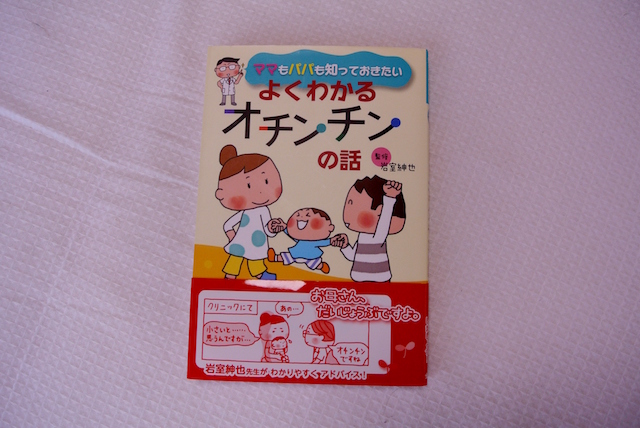 ママもパパも知っておきたい
よくわかる
オチンチン
の話
監修
岩室紳也
お母さん、
だいじょうぶですよ。
クリニックにて
あの…
小さいと……
思うんですが…
オチンチン
ですね
岩室紳也先生が わかりやすくアドバイス!